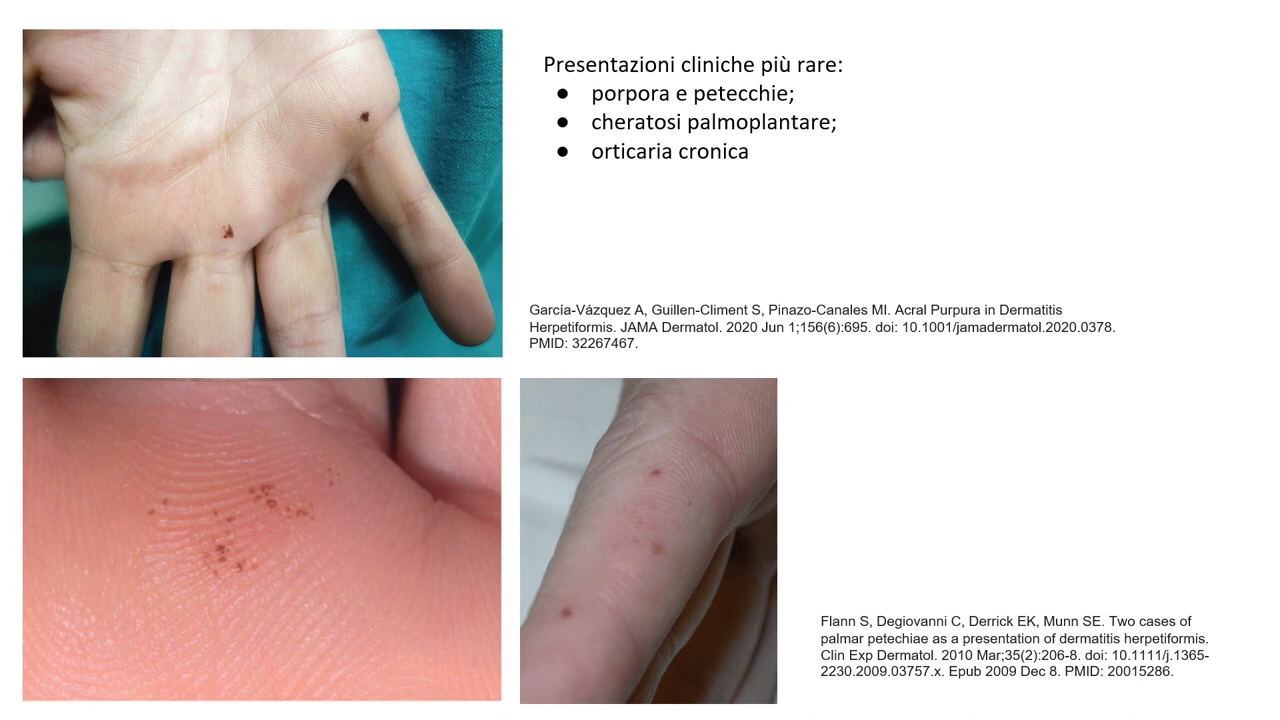 Presentazioni cliniche più rare:
● porpora e petecchie;
● cheratosi palmoplantare;
● orticaria cronica
García-Vázquez A, Guillen-Climent S, Pinazo-Canales MI. Acral Purpura in Dermatitis
Herpetiformis. JAMA Dermatol. 2020 Jun 1;156(6):695. doi: 10.1001/jamadermatol.2020.0378.
PMID: 32267467.
Flann S, Degiovanni C, Derrick EK, Munn SE. Two cases of
palmar petechiae as a presentation of dermatitis herpetiformis.
Clin Exp Dermatol. 2010 Mar;35(2):206-8. doi: 10.1111/j.1365-
2230.2009.03757.x. Epub 2009 Dec 8. PMID: 20015286.